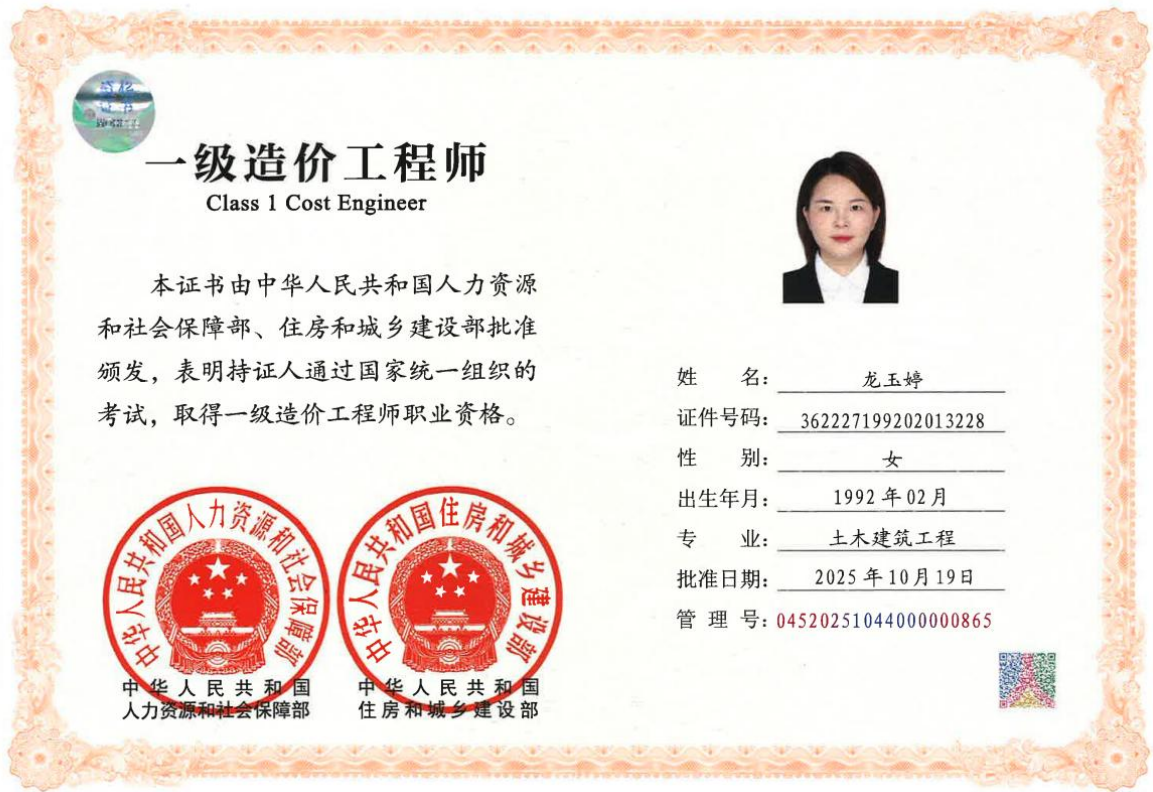 一级造价工程师
Class 1 Cost Engineer
本证书由中华人民共和国人力资源
和社会保障部、住房和城乡建设部批准
颁发，表明持证人通过国家统一组织的
考试，取得一级造价工程师职业资格。
中华人民共和国人力资源和社会保障部
中华人民共和国
人力资源和社会保障部
中华人民共和国住房和城乡建设部
中华人民共和国
住房和城乡建设部
姓 名：龙玉婷
证件号码：362227199202013228
性 别：女
出生年月：1992年02月
专 业：土木建筑工程
批准日期：2025年10月19日
管 理 号：04520251044000000865